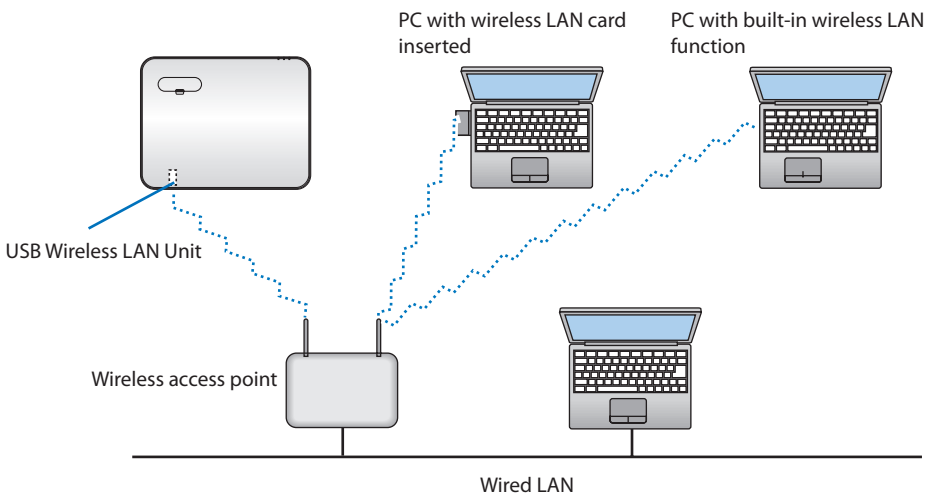 PC with wireless LAN card
inserted
PC with built-in wireless LAN
function
USB Wireless LAN Unit
Wireless access point
Wired LAN